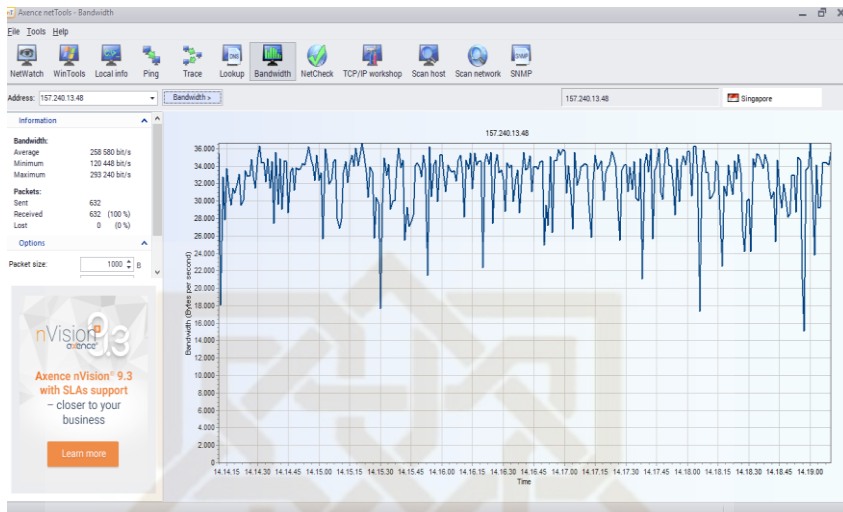 Axence netTools - Bandwidth
File Tools Help
NetWatch WinTools Local info Ping Trace Lookup Bandwidth NetCheck TCP/IP workshop Scan host Scan network SNMP
Address: 157.240.13.48 Bandwidth > 157.240.13.48 Singapore
Information
Bandwidth:
Average 258 580 bit/s
Minimum 120 448 bit/s
Maximum 293 240 bit/s
Packets:
Sent 632
Received 632 (100 %)
Lost 0 (0 %)
Options
Packet size: 1000 B
nVision 9.3
axence
Axence nVision® 9.3
with SLAs support
– closer to your
business
Learn more
157.240.13.48
Bandwidth (Bytes per second)
36.000
34.000
32.000
30.000
28.000
26.000
24.000
22.000
20.000
18.000
16.000
14.000
12.000
10.000
8.000
6.000
4.000
2.000
0
14.14.15 14.14.30 14.14.45 14.15.00 14.15.15 14.15.30 14.15.45 14.16.00 14.16.15 14.16.30 14.16.45 14.17.00 14.17.15 14.17.30 14.17.45 14.18.00 14.18.15 14.18.30 14.18.45 14.19.00
Time